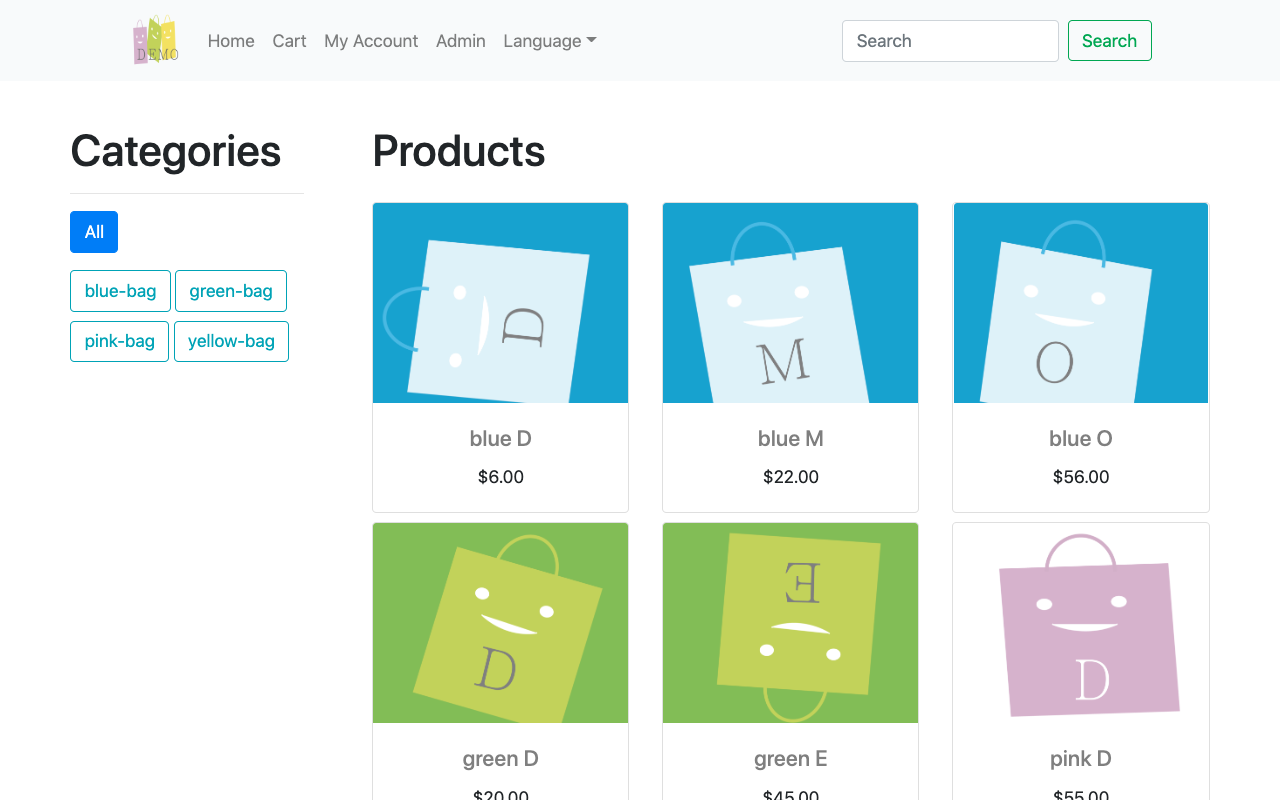 DEMO
Home Cart My Account Admin Language
Search Search
Categories
All
blue-bag green-bag
pink-bag yellow-bag
Products
D
M
O
blue D
$6.00
blue M
$22.00
blue O
$56.00
D
E
D
green D
$20.00
green E
$45.00
pink D
$55.00